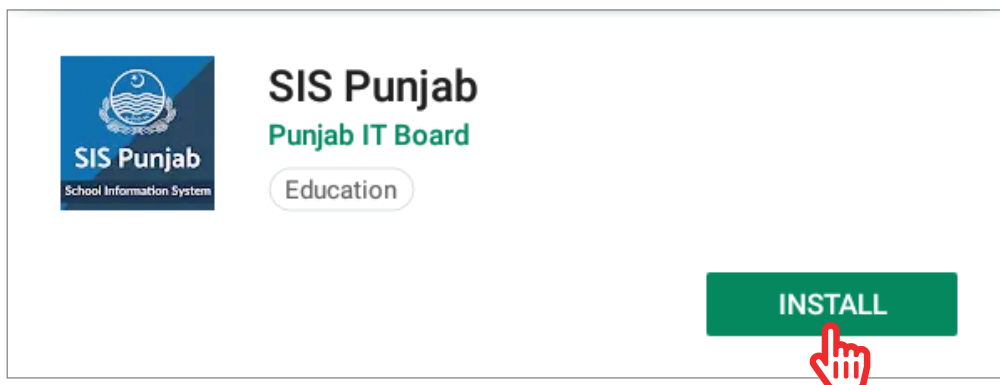 SIS Punjab
School Information System
SIS Punjab
Punjab IT Board
Education
INSTALL